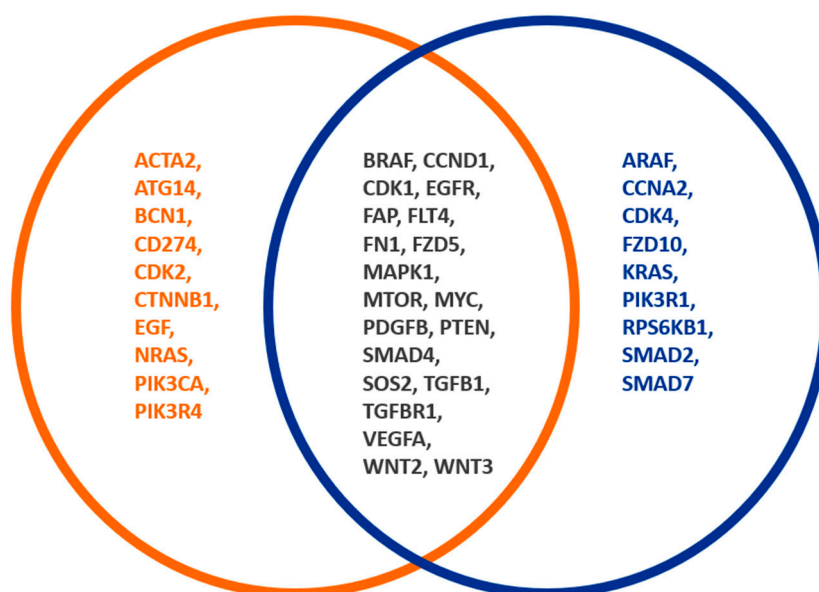 ACTA2,
ATG14,
BCN1,
CD274,
CDK2,
CTNNB1,
EGF,
NRAS,
PIK3CA,
PIK3R4
BRAF, CCND1,
CDK1, EGFR,
FAP, FLT4,
FN1, FZD5,
MAPK1,
MTOR, MYC,
PDGFB, PTEN,
SMAD4,
SOS2, TGFB1,
TGFBR1,
VEGFA,
WNT2, WNT3
ARAF,
CCNA2,
CDK4,
FZD10,
KRAS,
PIK3R1,
RPS6KB1,
SMAD2,
SMAD7